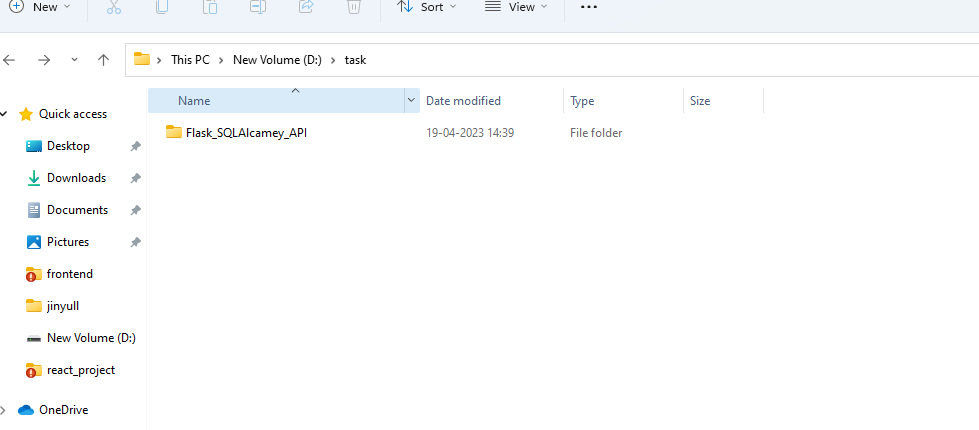 New Sort View
This PC New Volume (D:) task
Name Date modified Type Size
Quick access
Flask_SQLAlcamey_API 19-04-2023 14:39 File folder
Desktop
Downloads
Documents
Pictures
frontend
jinyull
New Volume (D:)
react_project
OneDrive